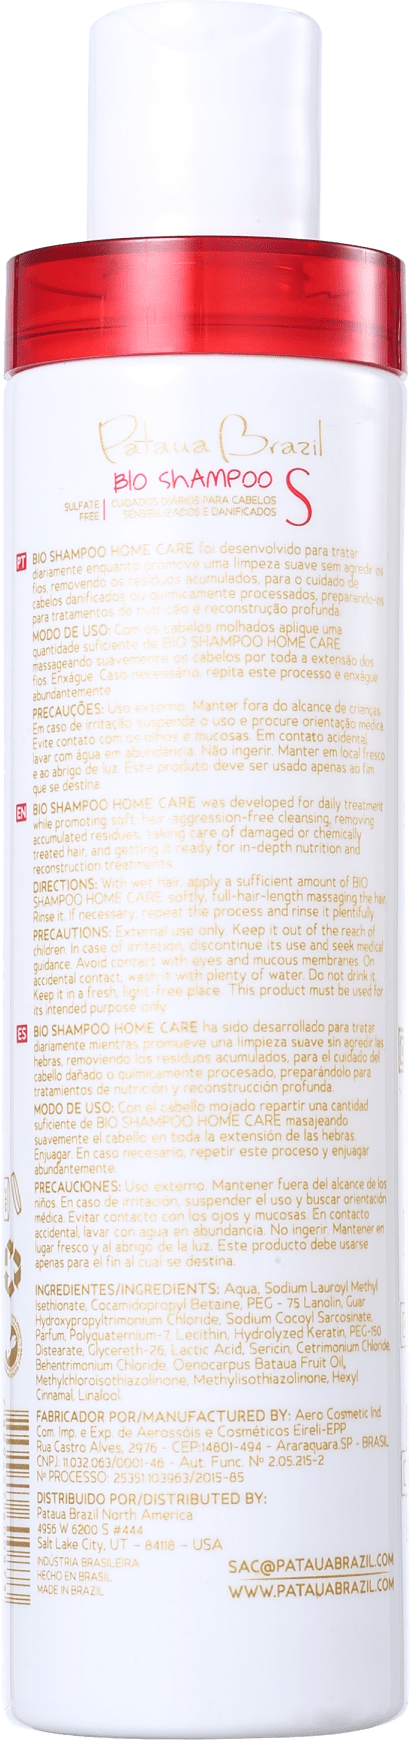 Pataua Brazil
BIO SHAMPOO S
SULFATE FREE
CUIDADOS DIÁRIOS PARA CABELOS
SENSIBILIZADOS E DANIFICADOS
PT BIO SHAMPOO HOME CARE foi desenvolvido para tratar
diariamente enquanto promove uma limpeza suave sem agredir os
fios, removendo os resíduos acumulados, para o cuidado de
cabelos danificados ou quimicamente processados, preparando-os
para tratamentos de nutrição e reconstrução profunda.
MODO DE USO: Com os cabelos molhados aplique uma
quantidade suficiente de BIO SHAMPOO HOME CARE
massageando suavemente os cabelos por toda a extensão dos
fios. Enxágue. Caso necessário, repita este processo e enxágue
abundantemente.
PRECAUÇÕES: Uso externo. Manter fora do alcance de crianças.
Em caso de irritação suspende o uso e procure orientação médica.
Evite contato com os olhos e mucosas. Em contato acidental,
lavar com água em abundância. Não ingerir. Manter em local fresco
e ao abrigo de luz. Este produto deve ser usado apenas ao fim
que se destina.
EN BIO SHAMPOO HOME CARE was developed for daily treatment
while promoting soft, hair-aggression-free cleansing, removing
accumulated residues, taking care of damaged or chemically
treated hair, and getting it ready for in-depth nutrition and
reconstruction treatments.
DIRECTIONS: With wet hair, apply a sufficient amount of BIO
SHAMPOO HOME CARE softly, full-hair-length massaging the hair.
Rinse it. If necessary, repeat the process and rinse it plentifully.
PRECAUTIONS: External use only. Keep it out of the reach of
children. In case of irritation, discontinue its use and seek medical
guidance. Avoid contact with eyes and mucous membranes. On
accidental contact, wash it with plenty of water. Do not drink it.
Keep it in a fresh, light-free place. This product must be used for
its intended purpose only.
ES BIO SHAMPOO HOME CARE ha sido desarrollado para tratar
diariamente mientras promueve una limpieza suave sin agredir las
hebras, removiendo los residuos acumulados, para el cuidado del
cabello dañado o químicamente procesado, preparándolo para
tratamientos de nutrición y reconstrucción profunda.
MODO DE USO: Con el cabello mojado repartir una cantidad
suficiente de BIO SHAMPOO HOME CARE masajeando
suavemente el cabello en toda la extensión de las hebras.
Enjuagar. En caso necesario, repetir este proceso y enjuagar
abundantemente.
PRECAUCIONES: Uso externo. Mantener fuera del alcance de los
niños. En caso de irritación, suspender el uso y buscar orientación
médica. Evitar contacto con los ojos y mucosas. En contacto
accidental, lavar con agua en abundancia. No ingerir. Mantener en
lugar fresco y al abrigo de la luz. Este producto debe usarse
apenas para el fin al cual se destina.
INGREDIENTES/INGREDIENTS: Aqua, Sodium Lauroyl Methyl
Isethionate, Cocamidopropyl Betaine, PEG - 75 Lanolin, Guar
Hydroxypropyltrimonium Chloride, Sodium Cocoyl Sarcosinate,
Parfum, Polyquaternium-7, Lecithin, Hydrolyzed Keratin, PEG-150
Distearate, Glycereth-26, Lactic Acid, Sericin, Cetrimonium Chloride,
Behentrimonium Chloride, Oenocarpus Bataua Fruit Oil,
Methylchloroisothiazolinone, Methylisothiazolinone, Hexyl
Cinnamal, Linalool.
FABRICADOR POR/MANUFACTURED BY: Aero Cosmetic Ind.
Com. Imp. e Exp. de Aerossóis e Cosméticos Eireli-EPP
Rua Castro Alves, 2976 - CEP:14801-494 - Araraquara.SP - BRASIL
CNPJ: 11.032.063/0001-46 - Aut. Func. Nº 2.05.215-2
Nº PROCESSO: 25351.103963/2015-85
DISTRIBUIDO POR/DISTRIBUTED BY:
Pataua Brazil North America
4956 W 6200 S #444
Salt Lake City, UT - 84118 - USA
INDÚSTRIA BRASILEIRA
HECHO EN BRASIL
MADE IN BRAZIL
SAC@PATAUABRAZIL.COM
WWW.PATAUABRAZIL.COM